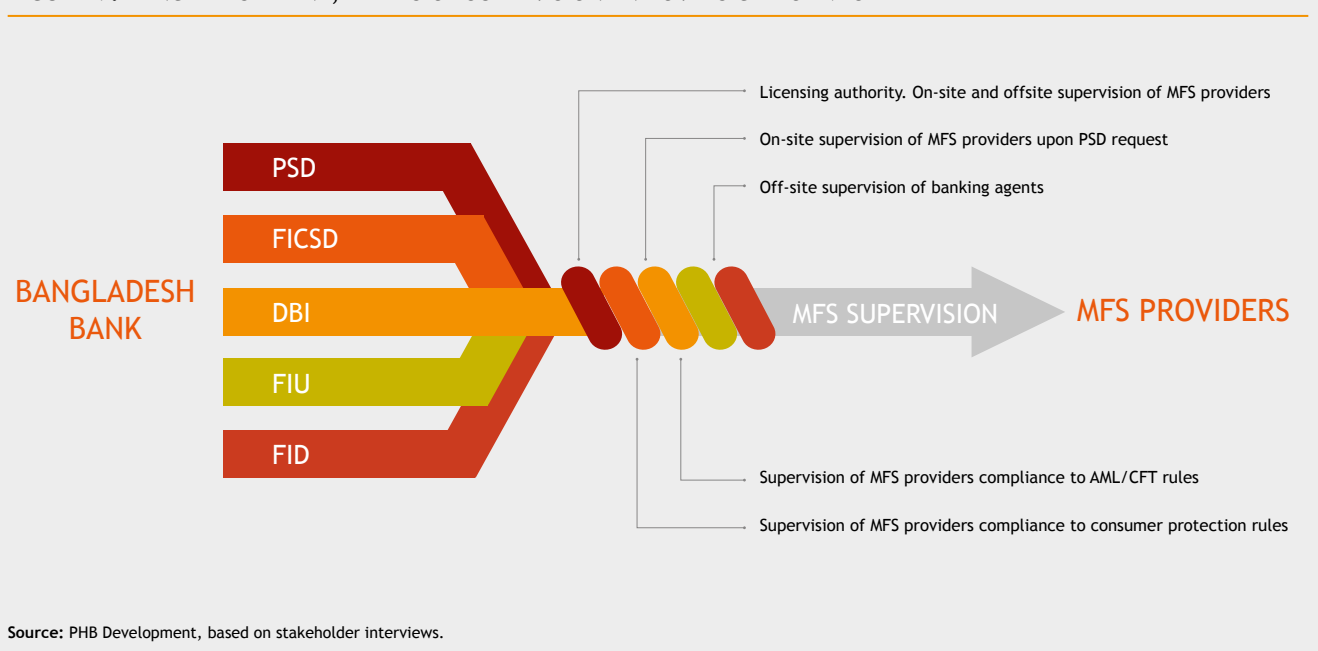 Licensing authority. On-site and offsite supervision of MFS providers
On-site supervision of MFS providers upon PSD request
Off-site supervision of banking agents
PSD
FICSD
DBI
FIU
FID
BANGLADESH
BANK
MFS SUPERVISION
MFS PROVIDERS
Supervision of MFS providers compliance to AML/CFT rules
Supervision of MFS providers compliance to consumer protection rules
Source: PHB Development, based on stakeholder interviews.